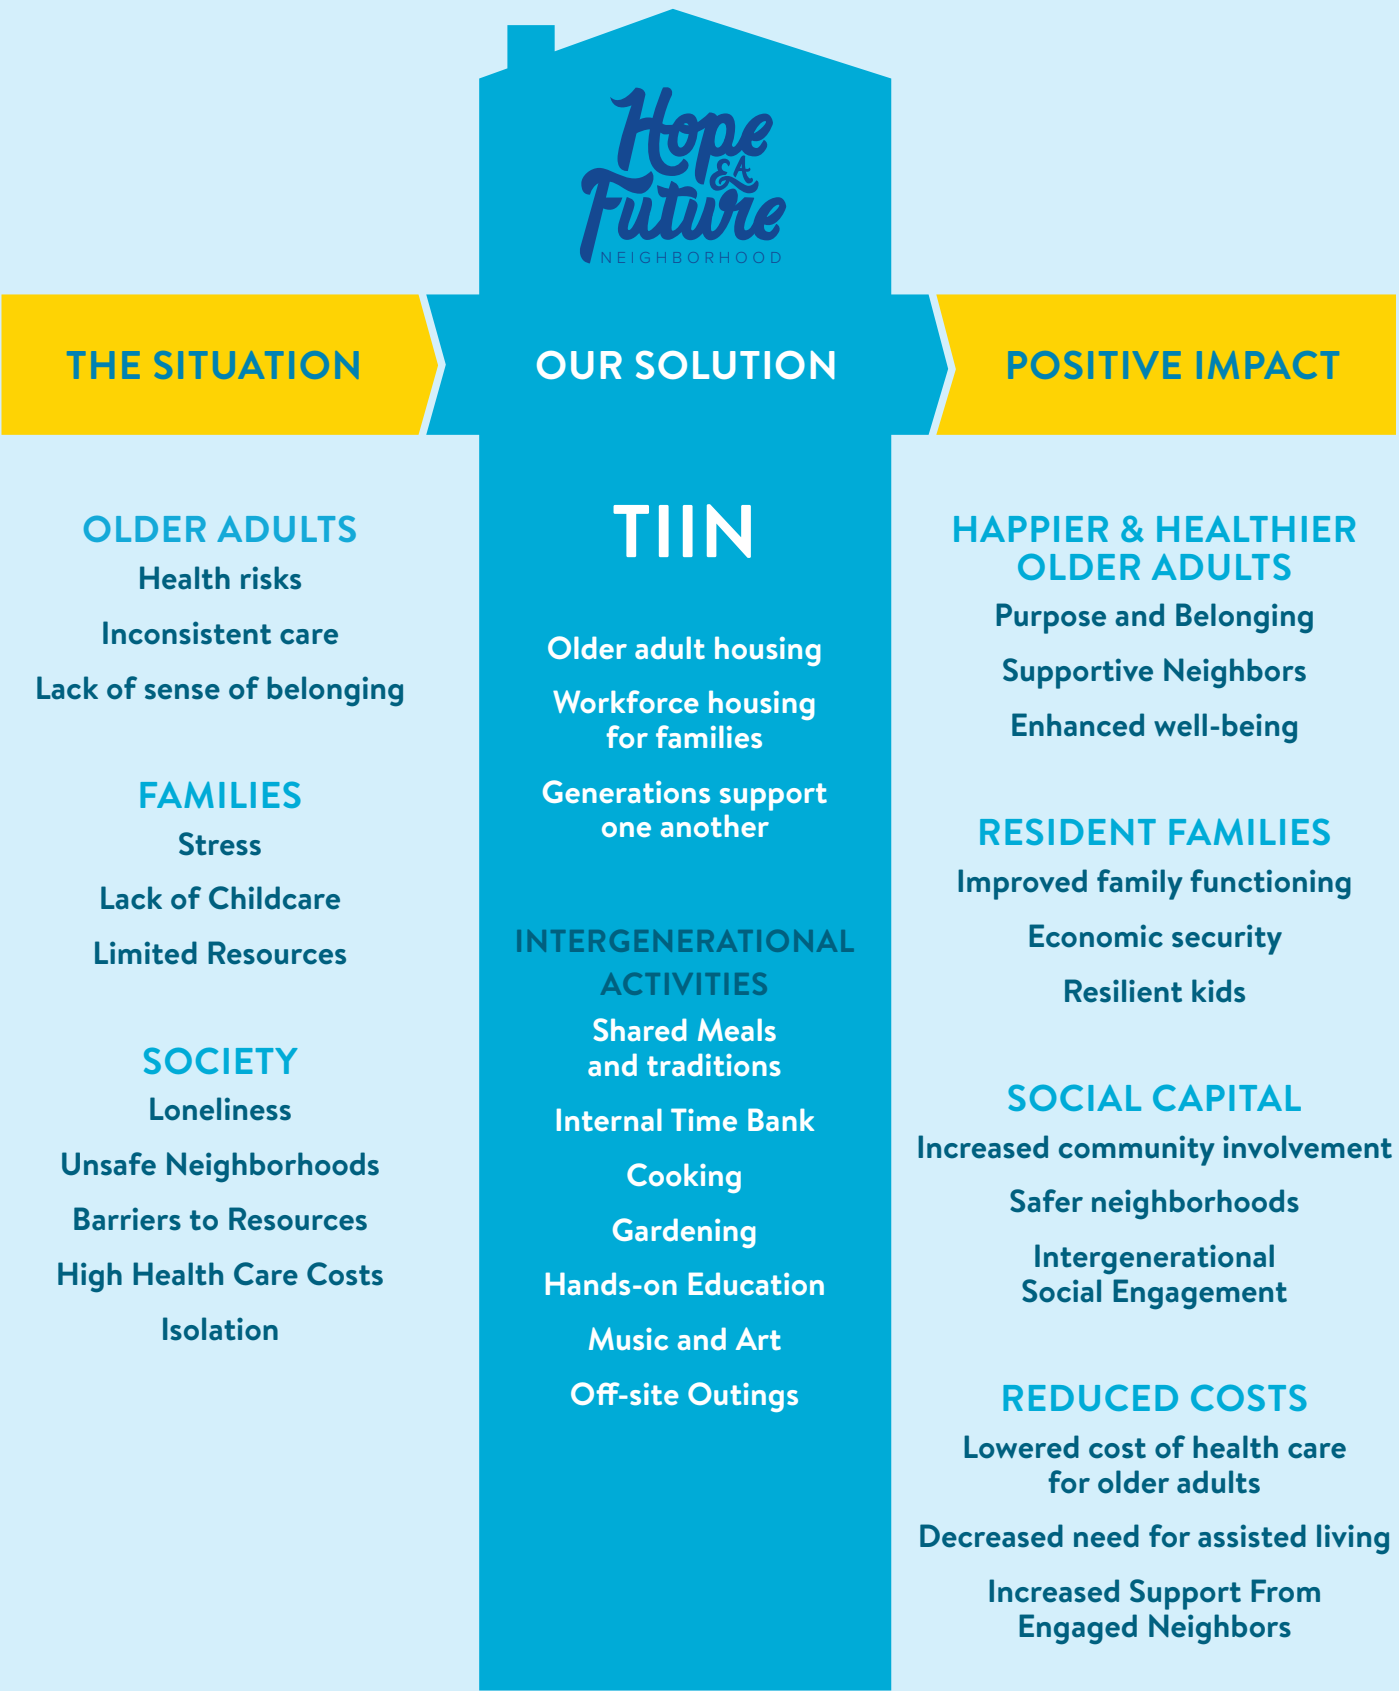 Hope
& A
Future
NEIGHBORHOOD
THE SITUATION
OUR SOLUTION
POSITIVE IMPACT
OLDER ADULTS
Health risks
Inconsistent care
Lack of sense of belonging
FAMILIES
Stress
Lack of Childcare
Limited Resources
SOCIETY
Loneliness
Unsafe Neighborhoods
Barriers to Resources
High Health Care Costs
Isolation
TIIN
Older adult housing
Workforce housing
for families
Generations support
one another
INTERGENERATIONAL
ACTIVITIES
Shared Meals
and traditions
Internal Time Bank
Cooking
Gardening
Hands-on Education
Music and Art
Off-site Outings
HAPPIER & HEALTHIER
OLDER ADULTS
Purpose and Belonging
Supportive Neighbors
Enhanced well-being
RESIDENT FAMILIES
Improved family functioning
Economic security
Resilient kids
SOCIAL CAPITAL
Increased community involvement
Safer neighborhoods
Intergenerational
Social Engagement
REDUCED COSTS
Lowered cost of health care
for older adults
Decreased need for assisted living
Increased Support From
Engaged Neighbors